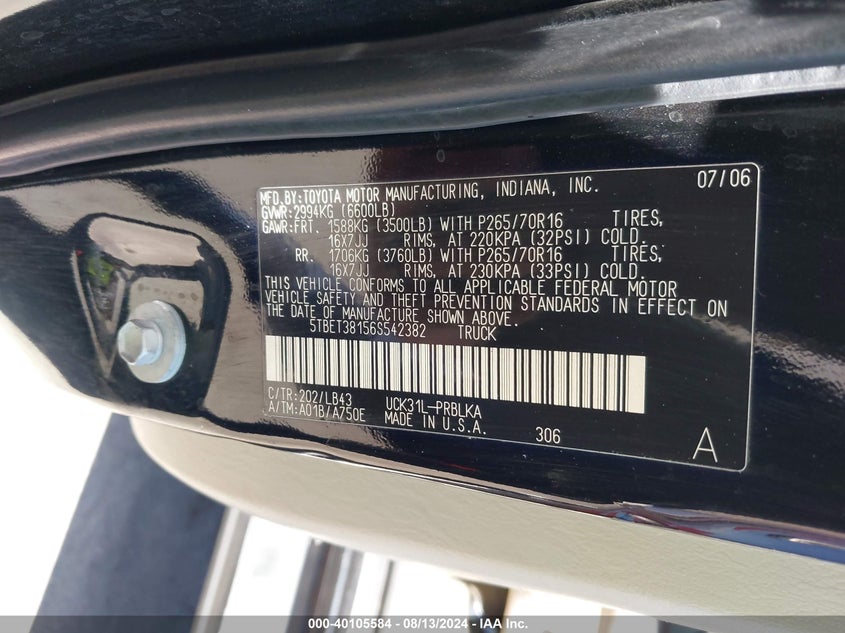 MFD.BY:TOYOTA MOTOR MANUFACTURING, INDIANA, INC. 07/06
GVWR:2994KG (6600LB)
GAWR:FRT. 1588KG (3500LB) WITH P265/70R16 TIRES,
16X7JJ RIMS, AT 220KPA (32PSI) COLD.
RR. 1706KG (3760LB) WITH P265/70R16 TIRES,
16X7JJ RIMS, AT 230KPA (33PSI) COLD.
THIS VEHICLE CONFORMS TO ALL APPLICABLE FEDERAL MOTOR
VEHICLE SAFETY AND THEFT PREVENTION STANDARDS IN EFFECT ON
THE DATE OF MANUFACTURE SHOWN ABOVE.
5TBET38156S542382 TRUCK
C/TR:202/LB43 UCK31L-PRBLKA
A/TM:A01B/A750E MADE IN U.S.A. 306 A
000-40105584 - 08/13/2024 - IAA Inc.